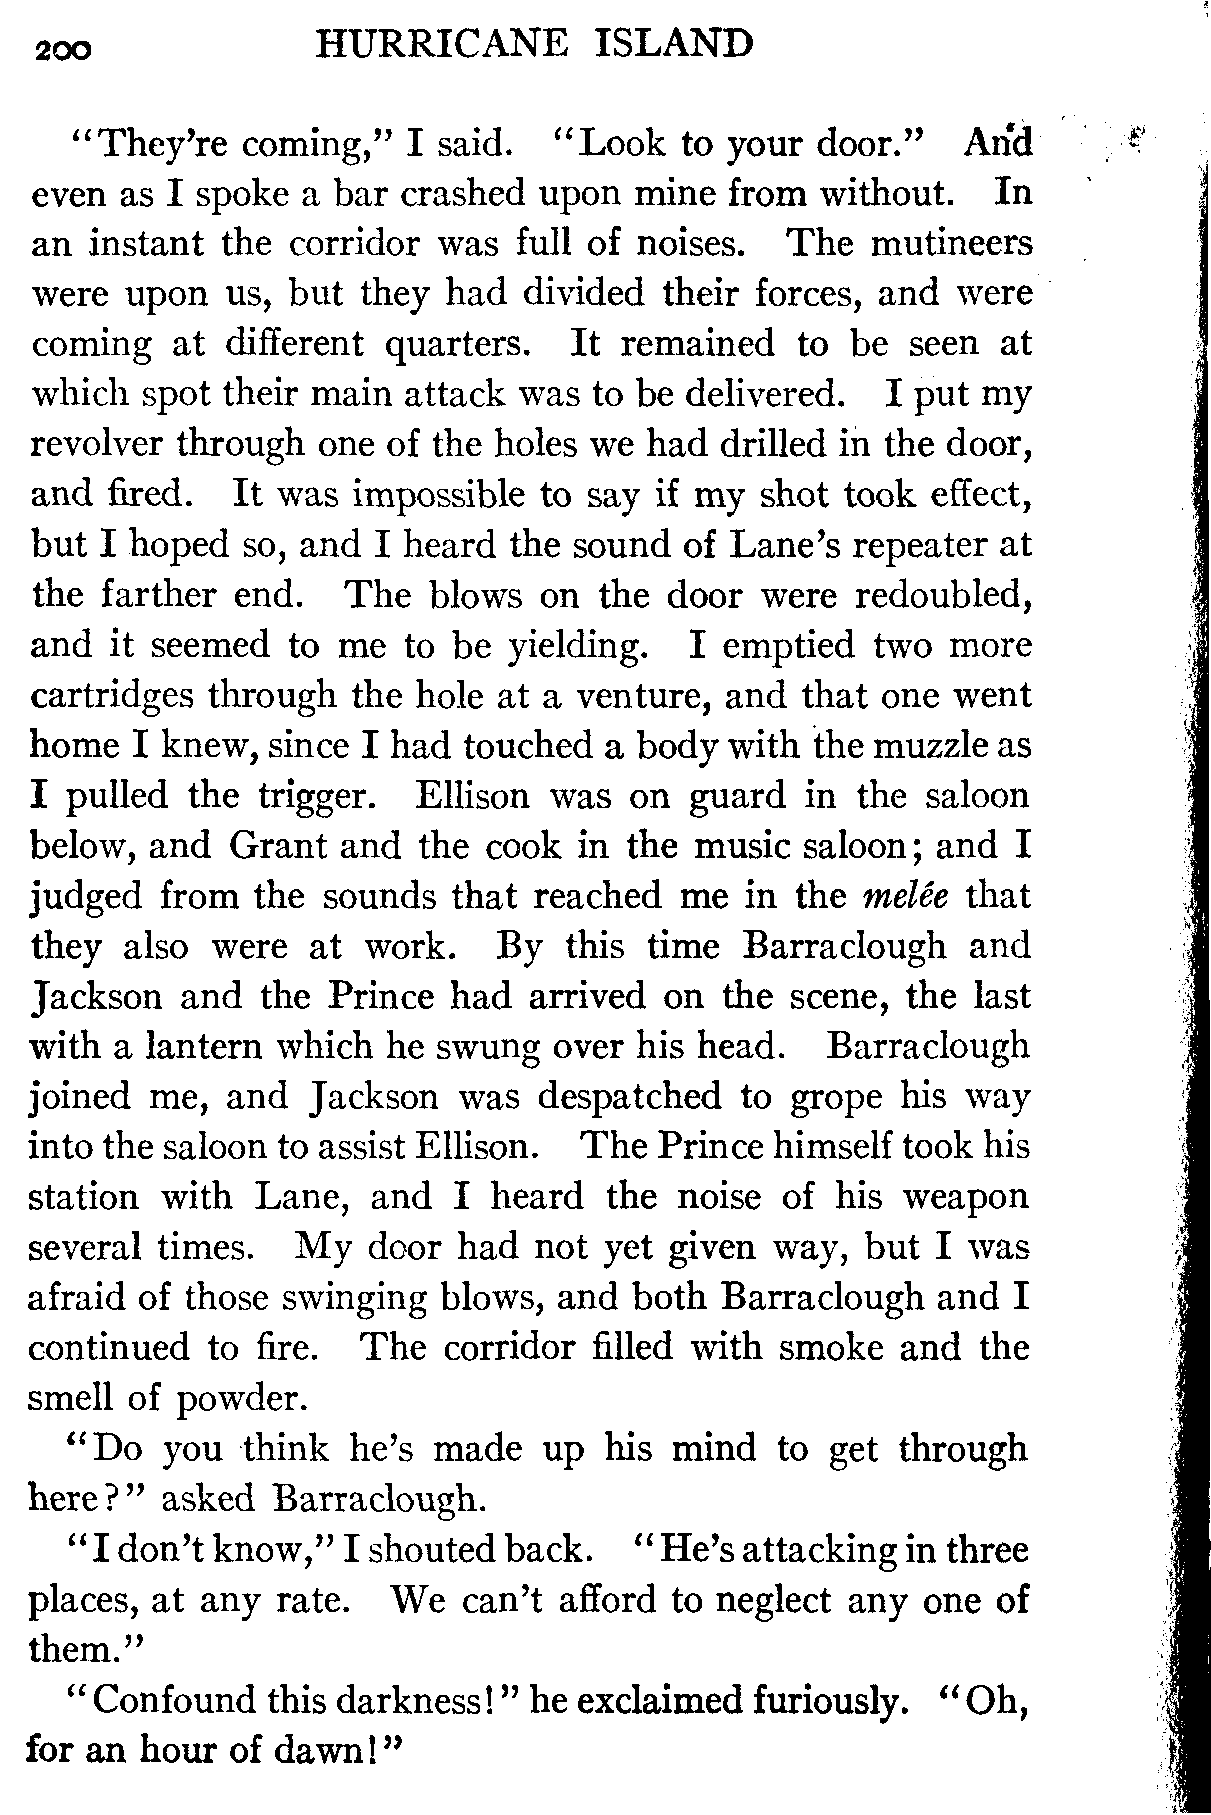 200 HURRICANE ISLAND
“They’re coming,” I said. “Look to your door.” And
even as I spoke a bar crashed upon mine from without. In
an instant the corridor was full of noises. The mutineers
were upon us, but they had divided their forces, and were
coming at different quarters. It remained to be seen at
which spot their main attack was to be delivered. I put my
revolver through one of the holes we had drilled in the door,
and fired. It was impossible to say if my shot took effect,
but I hoped so, and I heard the sound of Lane’s repeater at
the farther end. The blows on the door were redoubled,
and it seemed to me to be yielding. I emptied two more
cartridges through the hole at a venture, and that one went
home I knew, since I had touched a body with the muzzle as
I pulled the trigger. Ellison was on guard in the saloon
below, and Grant and the cook in the music saloon; and I
judged from the sounds that reached me in the melée that
they also were at work. By this time Barraclough and
Jackson and the Prince had arrived on the scene, the last
with a lantern which he swung over his head. Barraclough
joined me, and Jackson was despatched to grope his way
into the saloon to assist Ellison. The Prince himself took his
station with Lane, and I heard the noise of his weapon
several times. My door had not yet given way, but I was
afraid of those swinging blows, and both Barraclough and I
continued to fire. The corridor filled with smoke and the
smell of powder.
“Do you think he’s made up his mind to get through
here?” asked Barraclough.
“I don’t know,” I shouted back. “He’s attacking in three
places, at any rate. We can’t afford to neglect any one of
them.”
“Confound this darkness!” he exclaimed furiously. “Oh,
for an hour of dawn!”